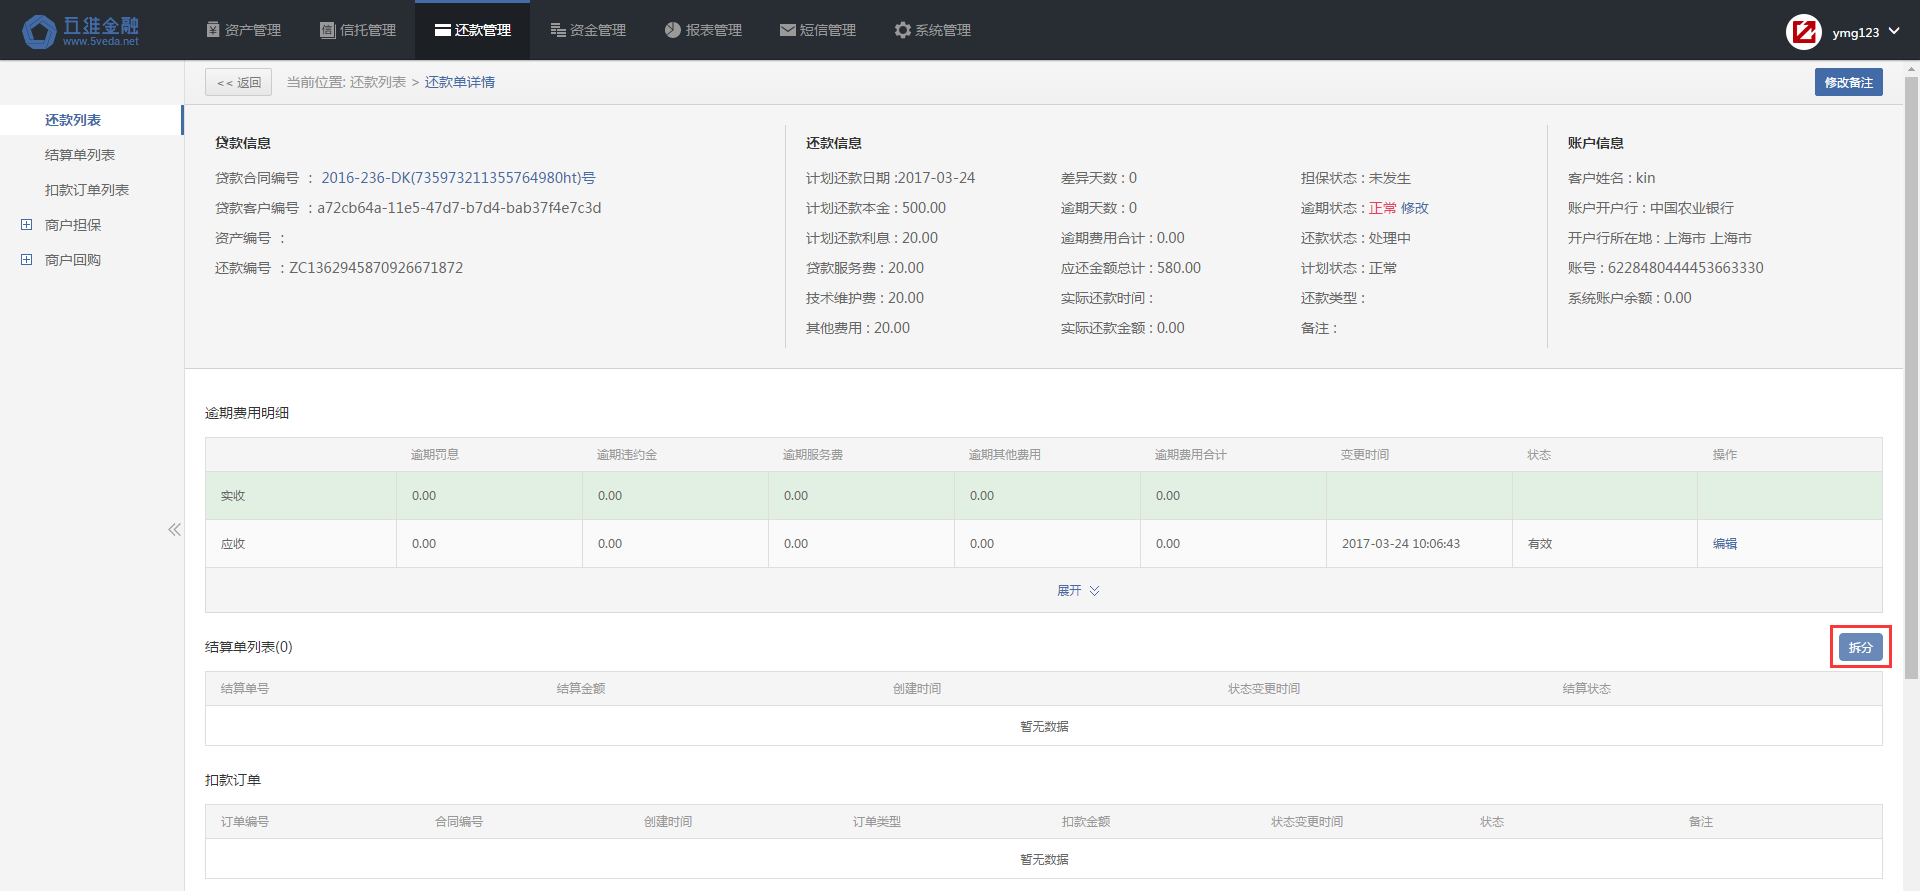 五维金融
www.5veda.net
资产管理
信托管理
还款管理
资金管理
报表管理
短信管理
系统管理
ymg123
<< 返回
当前位置: 还款列表 > 还款单详情
修改备注
还款列表
结算单列表
扣款订单列表
商户担保
商户回购
贷款信息
贷款合同编号 : 2016-236-DK(735973211355764980ht)号
贷款客户编号 : a72cb64a-11e5-47d7-b7d4-bab37f4e7c3d
资产编号 :
还款编号 : ZC1362945870926671872
还款信息
计划还款日期 :2017-03-24
差异天数 : 0
担保状态 : 未发生
计划还款本金 : 500.00
逾期天数 : 0
逾期状态 : 正常 修改
计划还款利息 : 20.00
逾期费用合计 : 0.00
还款状态 : 处理中
贷款服务费 : 20.00
应还金额总计 : 580.00
计划状态 : 正常
技术维护费 : 20.00
实际还款时间 :
还款类型 :
其他费用 : 20.00
实际还款金额 : 0.00
备注 :
账户信息
客户姓名 : kin
账户开户行 : 中国农业银行
开户行所在地 : 上海市 上海市
账号 : 6228480444453663330
系统账户余额 : 0.00
逾期费用明细
逾期罚息 逾期违约金 逾期服务费 逾期其他费用 逾期费用合计 变更时间 状态 操作
实收 0.00 0.00 0.00 0.00 0.00
应收 0.00 0.00 0.00 0.00 0.00 2017-03-24 10:06:43 有效 编辑
展开
结算单列表(0)
拆分
结算单号 结算金额 创建时间 状态变更时间 结算状态
暂无数据
扣款订单
订单编号 合同编号 创建时间 订单类型 扣款金额 状态变更时间 状态 备注
暂无数据